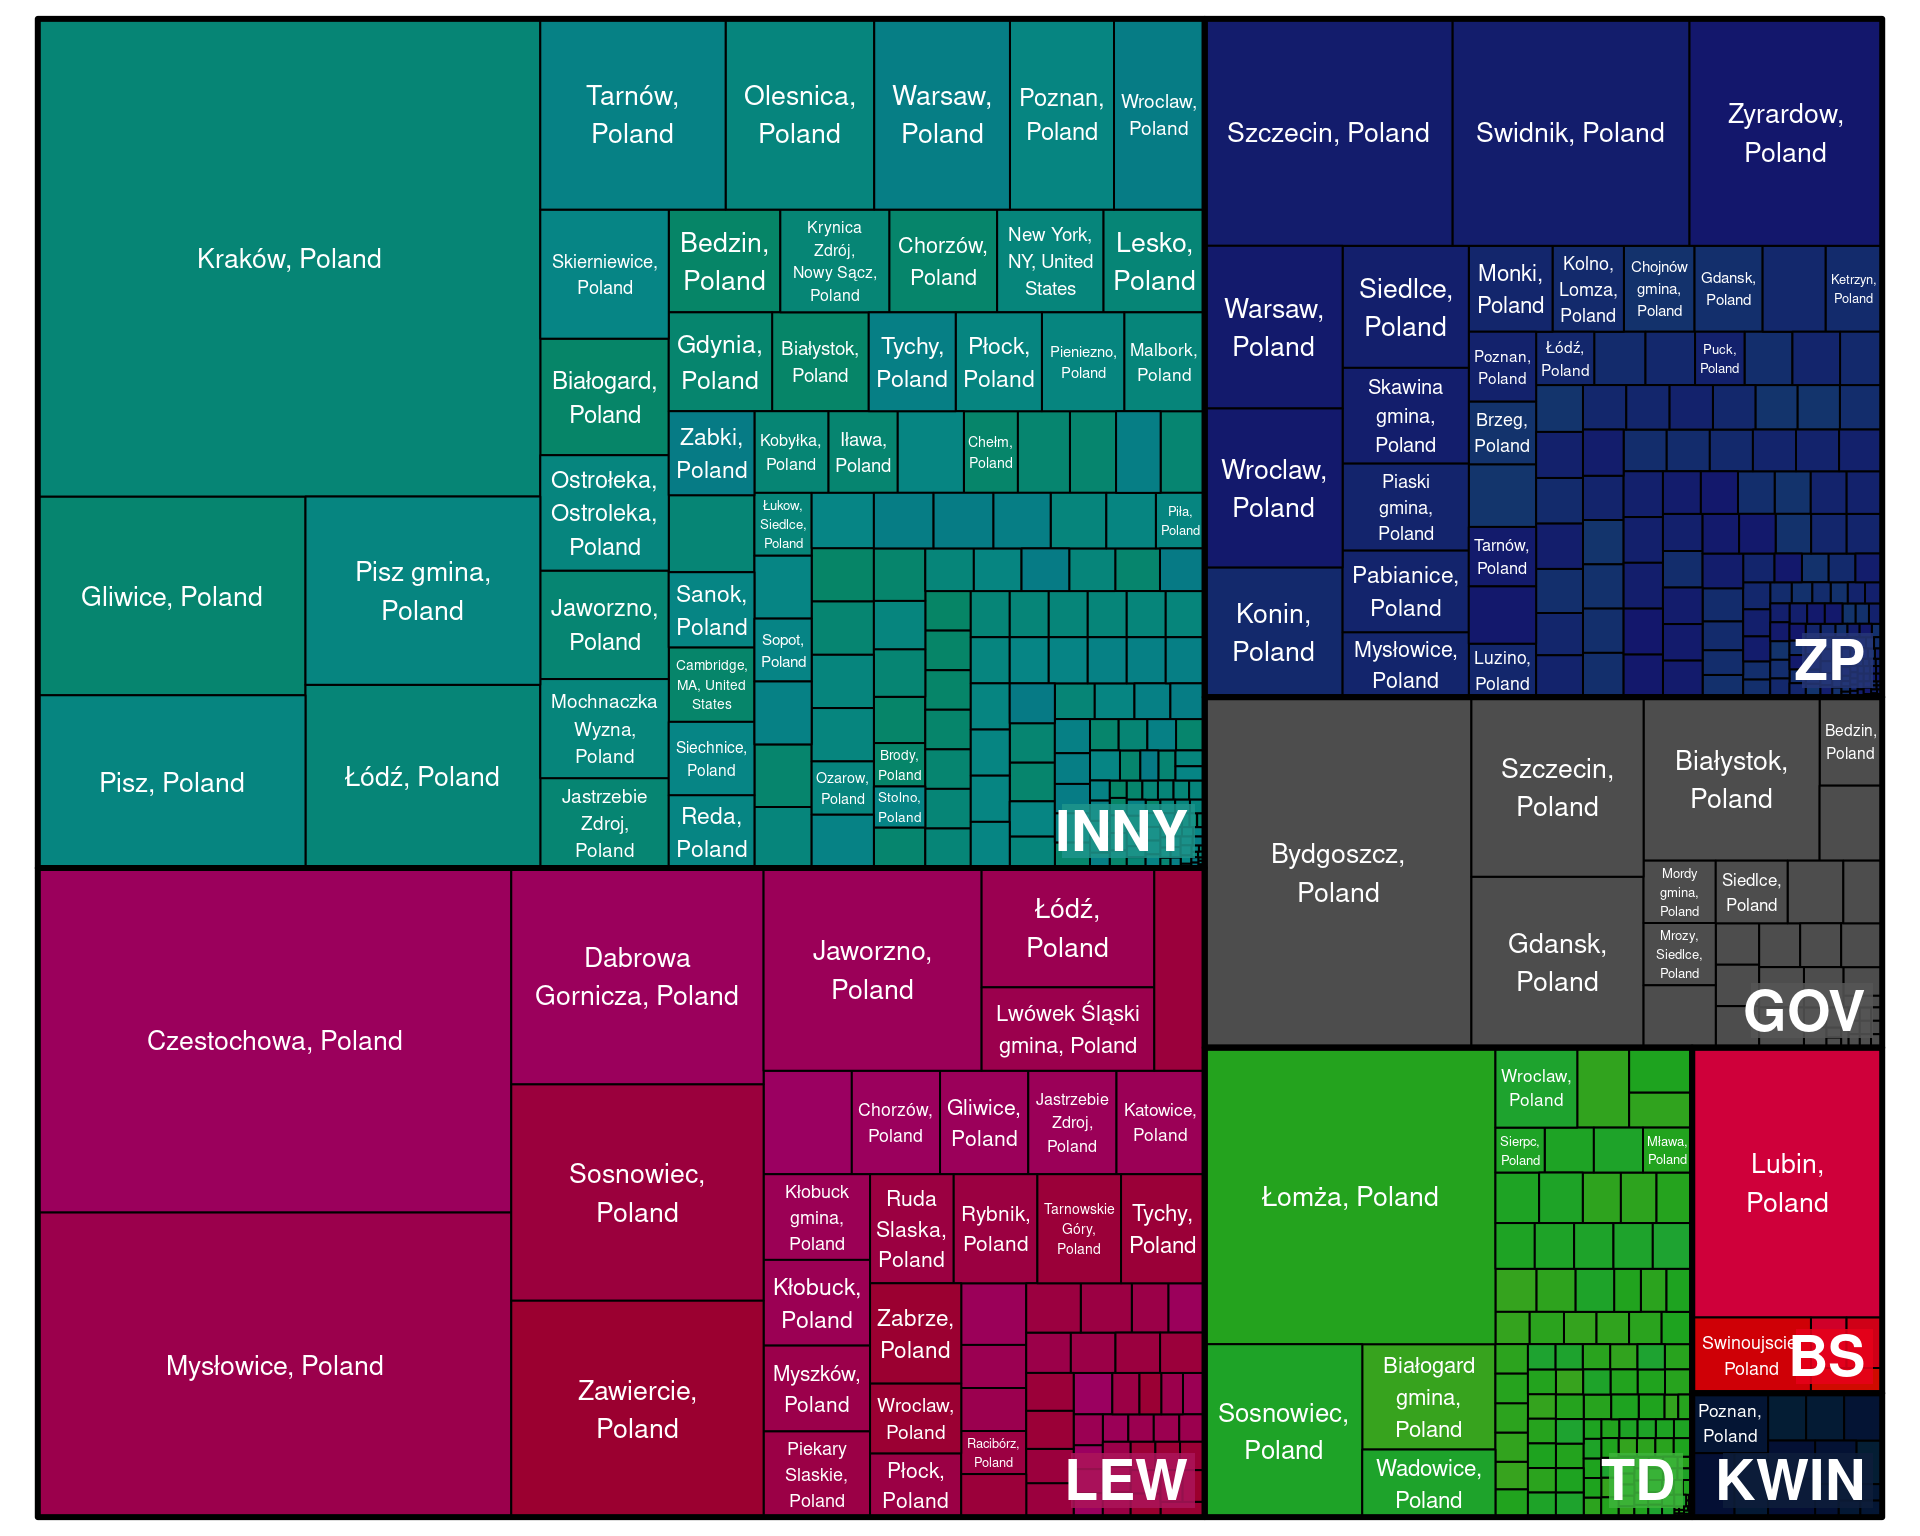 Kraków, Poland
Gliwice, Poland
Pisz gmina,
Poland
Pisz, Poland
Łódź, Poland
Tarnów,
Poland
Olesnica,
Poland
Warsaw,
Poland
Poznan,
Poland
Wroclaw,
Poland
Skierniewice,
Poland
Białogard,
Poland
Ostrołeka,
Ostroleka,
Poland
Jaworzno,
Poland
Mochnaczka
Wyzna,
Poland
Jastrzebie
Zdroj,
Poland
Bedzin,
Poland
Krynica
Zdrój,
Nowy Sącz,
Poland
Chorzów,
Poland
New York,
NY, United
States
Lesko,
Poland
Gdynia,
Poland
Białystok,
Poland
Tychy,
Poland
Płock,
Poland
Pieniezno,
Poland
Malbork,
Poland
Zabki,
Poland
Kobyłka,
Poland
Iława,
Poland
Chełm,
Poland
Sanok,
Poland
Cambridge,
MA, United
States
Siechnice,
Poland
Reda,
Poland
Łukow,
Siedlce,
Poland
Piła,
Poland
Sopot,
Poland
Ozarow,
Poland
Brody,
Poland
Stolno,
Poland
INNY
Szczecin, Poland
Swidnik, Poland
Zyrardow,
Poland
Warsaw,
Poland
Wroclaw,
Poland
Konin,
Poland
Siedlce,
Poland
Skawina
gmina,
Poland
Piaski
gmina,
Poland
Pabianice,
Poland
Mysłowice,
Poland
Monki,
Poland
Kolno,
Lomza,
Poland
Chojnów
gmina,
Poland
Gdansk,
Poland
Ketrzyn,
Poland
Poznan,
Poland
Łódź,
Poland
Puck,
Poland
Brzeg,
Poland
Tarnów,
Poland
Luzino,
Poland
ZP
Czestochowa, Poland
Mysłowice, Poland
Dabrowa
Gornicza, Poland
Sosnowiec,
Poland
Zawiercie,
Poland
Jaworzno,
Poland
Łódź,
Poland
Lwówek Śląski
gmina, Poland
Chorzów,
Poland
Gliwice,
Poland
Jastrzebie
Zdroj,
Poland
Katowice,
Poland
Kłobuck
gmina,
Poland
Kłobuck,
Poland
Myszków,
Poland
Piekary
Slaskie,
Poland
Ruda
Slaska,
Poland
Rybnik,
Poland
Tarnowskie
Góry,
Poland
Tychy,
Poland
Zabrze,
Poland
Wroclaw,
Poland
Płock,
Poland
Racibórz,
Poland
LEW
Bydgoszcz,
Poland
Szczecin,
Poland
Gdansk,
Poland
Białystok,
Poland
Bedzin,
Poland
Mordy
gmina,
Poland
Siedlce,
Poland
Mrozy,
Siedlce,
Poland
GOV
Łomża, Poland
Sosnowiec,
Poland
Białogard
gmina,
Poland
Wadowice,
Poland
Wroclaw,
Poland
Sierpc,
Poland
Mława,
Poland
TD
Lubin,
Poland
Swinoujscie
Poland
BS
Poznan,
Poland
KWIN